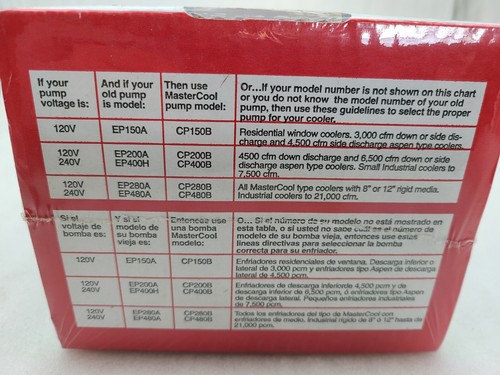 If your pump voltage is:
And if your old pump is model:
Then use MasterCool pump model:
Or...If your model number is not shown on this chart
or you do not know the model number of your old
pump, then use these guidelines to select the proper
pump for your cooler.
120V EP150A CP150B Residential window coolers. 3,000 cfm down or side dis-
charge and 4,500 cfm side discharge aspen type coolers.
120V EP200A CP200B 4500 cfm down discharge and 6,500 cfm down or side
240V EP400H CP400B discharge aspen type coolers. Small Industrial coolers to
7,500 cfm.
120V EP280A CP280B All MasterCool type coolers with 8" or 12" rigid media.
240V EP480A CP480B Industrial coolers to 21,000 cfm.
Si el voltaje de bomba es:
Y si el modelo de su bomba vieja es:
Entonces use una bomba MasterCool modelo:
O... Si el número de su modelo no está mostrado en
esta tabla, o si usted no sabe cuál es el número de
modelo de su bomba vieja, entonces use estas
líneas directivas para seleccionar la bomba
correcta para su enfriador.
120V EP150A CP150B Enfriadores residenciales de ventana. Descarga inferior o
lateral de 3,000 pcm y enfriadores tipo Aspen de descarga
lateral de 4,500 pcm.
120V EP200A CP200B Enfriadores de descarga inferiorde 4,500 pcm y de
240V EP400H CP400B descarga inferior de 6,500 pcm, ó enfriadores tipo Aspen
de descarga lateral. Pequeños enfriadores industriales
de 7,500 pcm.
120V EP280A CP280B Todos los enfriadores del tipo de MasterCool con
240V EP480A CP480B enfriadores de medio. Industrial rígido de 8" ó 12" hasta de
21,000 pcm.